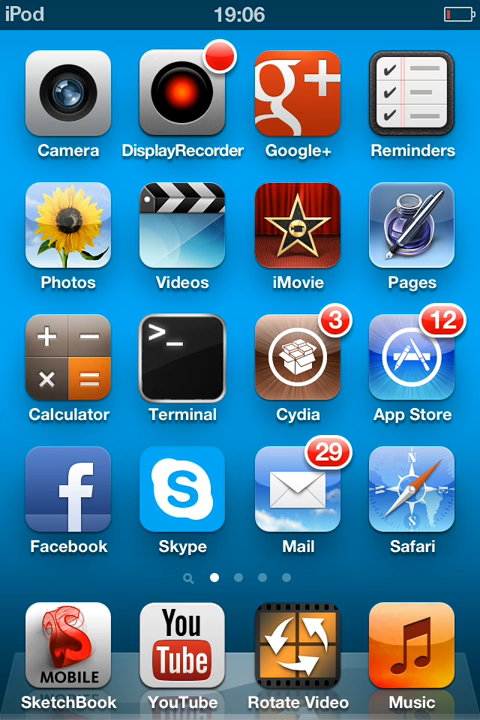 iPod 19:06
g+
Camera DisplayRecorder Google+ Reminders
Photos Videos iMovie Pages
>_ 3 12
Calculator Terminal Cydia App Store
f S 29
N
S
Facebook Skype Mail Safari
S You
MOBILE Tube
SketchBook YouTube Rotate Video Music